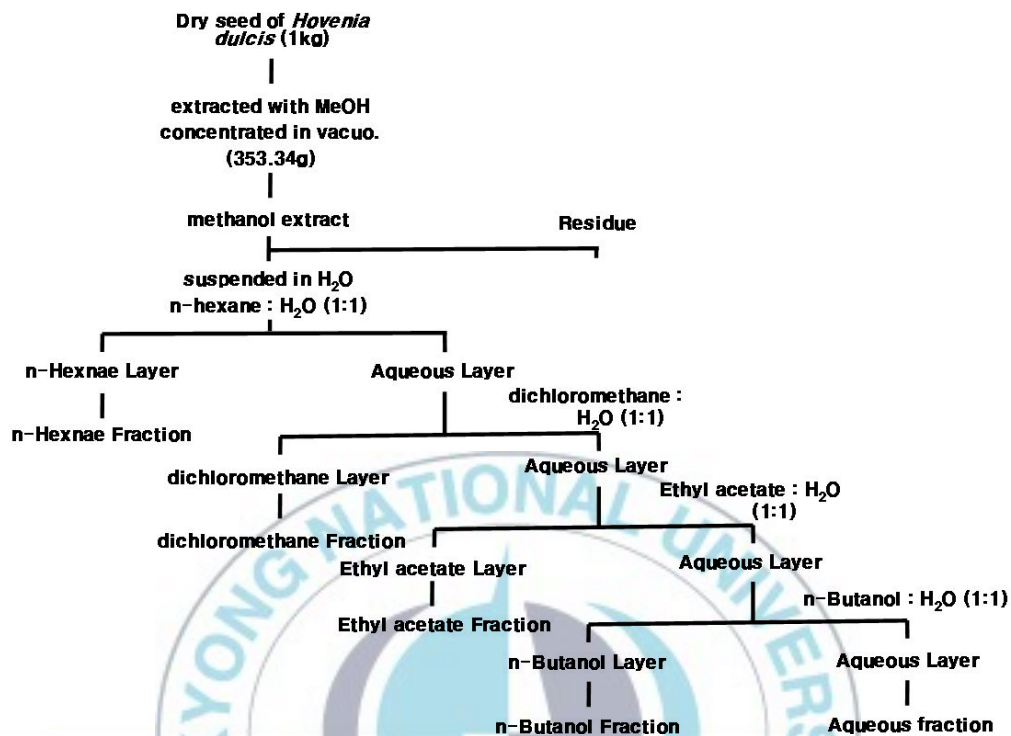 Dry seed of Hovenia
dulcis (1kg)
extracted with MeOH
concentrated in vacuo.
(353.34g)
methanol extract
Residue
suspended in H₂O
n-hexane : H₂O (1:1)
n-Hexnae Layer
Aqueous Layer
dichloromethane :
H₂O (1:1)
n-Hexnae Fraction
dichloromethane Layer
Aqueous Layer
Ethyl acetate : H₂O
(1:1)
dichloromethane Fraction
Ethyl acetate Layer
Aqueous Layer
n-Butanol : H₂O (1:1)
Ethyl acetate Fraction
n-Butanol Layer
Aqueous Layer
n-Butanol Fraction
Aqueous fraction
NATIONAL